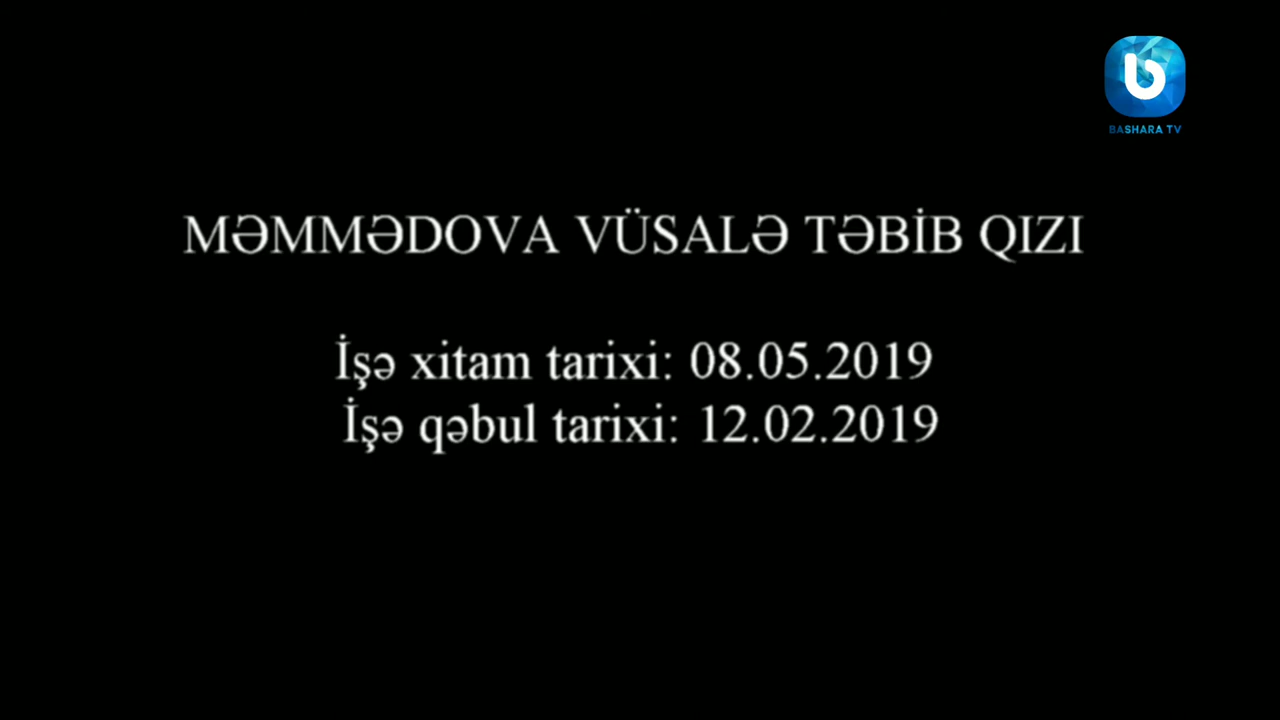 BASHARA TV
MƏMMƏDOVA VÜSALƏ TƏBİB QIZI
İşə xitam tarixi: 08.05.2019
İşə qəbul tarixi: 12.02.2019